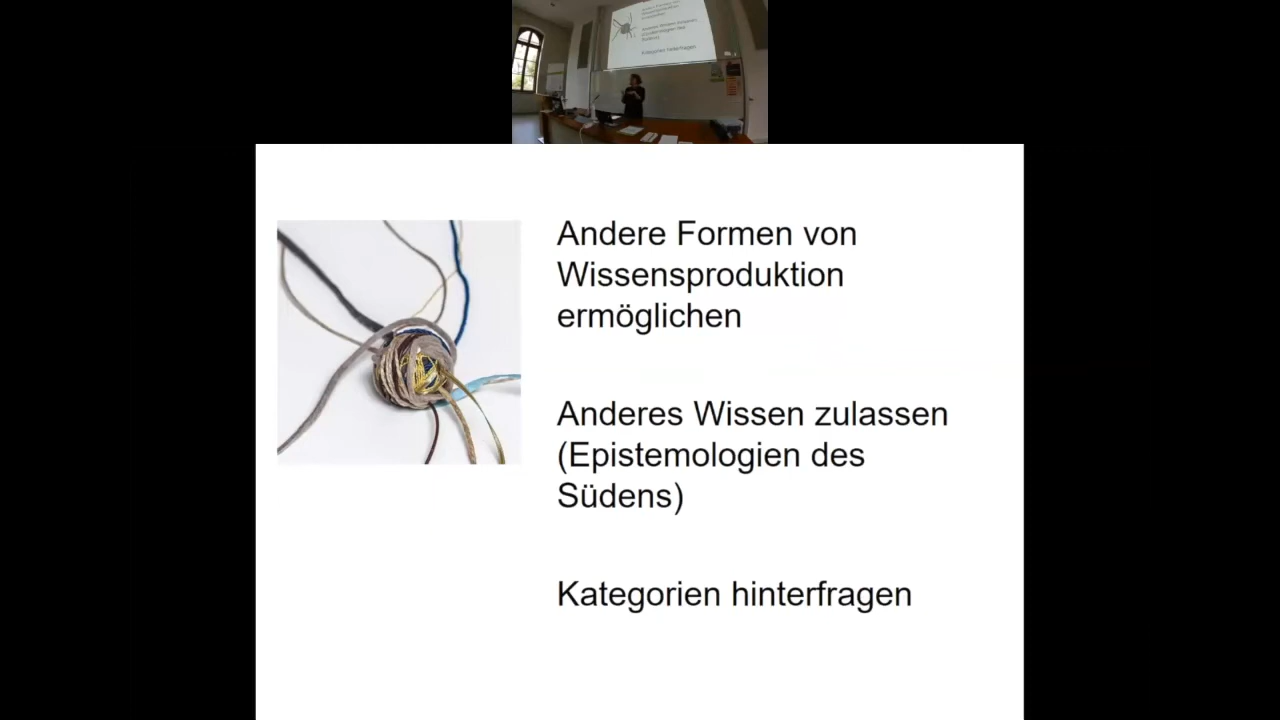 Andere Formen von
Wissensproduktion
ermöglichen
Anderes Wissen zulassen
(Epistemologien des
Südens)
Kategorien hinterfragen